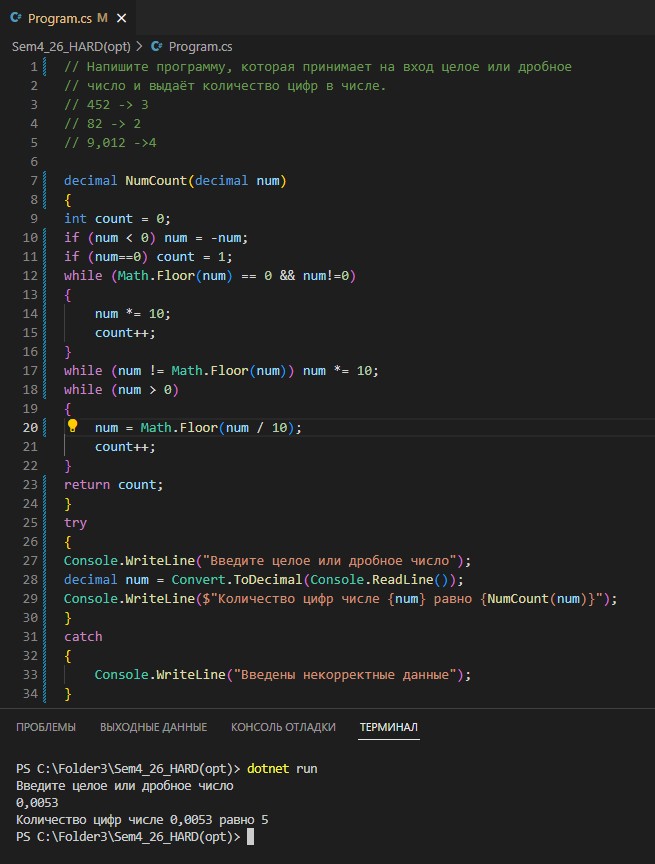 Program.cs M
Sem4_26_HARD(opt) > Program.cs
1 // Напишите программу, которая принимает на вход целое или дробное
2 // число и выдаёт количество цифр в числе.
3 // 452 -> 3
4 // 82 -> 2
5 // 9,012 ->4
6
7 decimal NumCount(decimal num)
8 {
9 int count = 0;
10 if (num < 0) num = -num;
11 if (num==0) count = 1;
12 while (Math.Floor(num) == 0 && num!=0)
13 {
14     num *= 10;
15     count++;
16 }
17 while (num != Math.Floor(num)) num *= 10;
18 while (num > 0)
19 {
20     num = Math.Floor(num / 10);
21     count++;
22 }
23 return count;
24 }
25 try
26 {
27 Console.WriteLine("Введите целое или дробное число");
28 decimal num = Convert.ToDecimal(Console.ReadLine());
29 Console.WriteLine($"Количество цифр числе {num} равно {NumCount(num)}");
30 }
31 catch
32 {
33     Console.WriteLine("Введены некорректные данные");
34 }
ПРОБЛЕМЫ ВЫХОДНЫЕ ДАННЫЕ КОНСОЛЬ ОТЛАДКИ ТЕРМИНАЛ
PS C:\Folder3\Sem4_26_HARD(opt)> dotnet run
Введите целое или дробное число
0,0053
Количество цифр числе 0,0053 равно 5
PS C:\Folder3\Sem4_26_HARD(opt)>